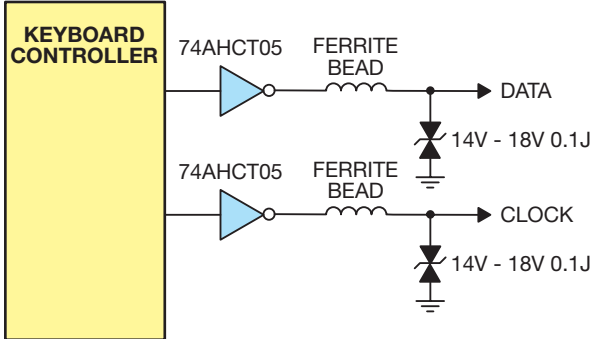 KEYBOARD
CONTROLLER
74AHCT05
FERRITE
BEAD
DATA
14V - 18V 0.1J
74AHCT05
FERRITE
BEAD
CLOCK
14V - 18V 0.1J